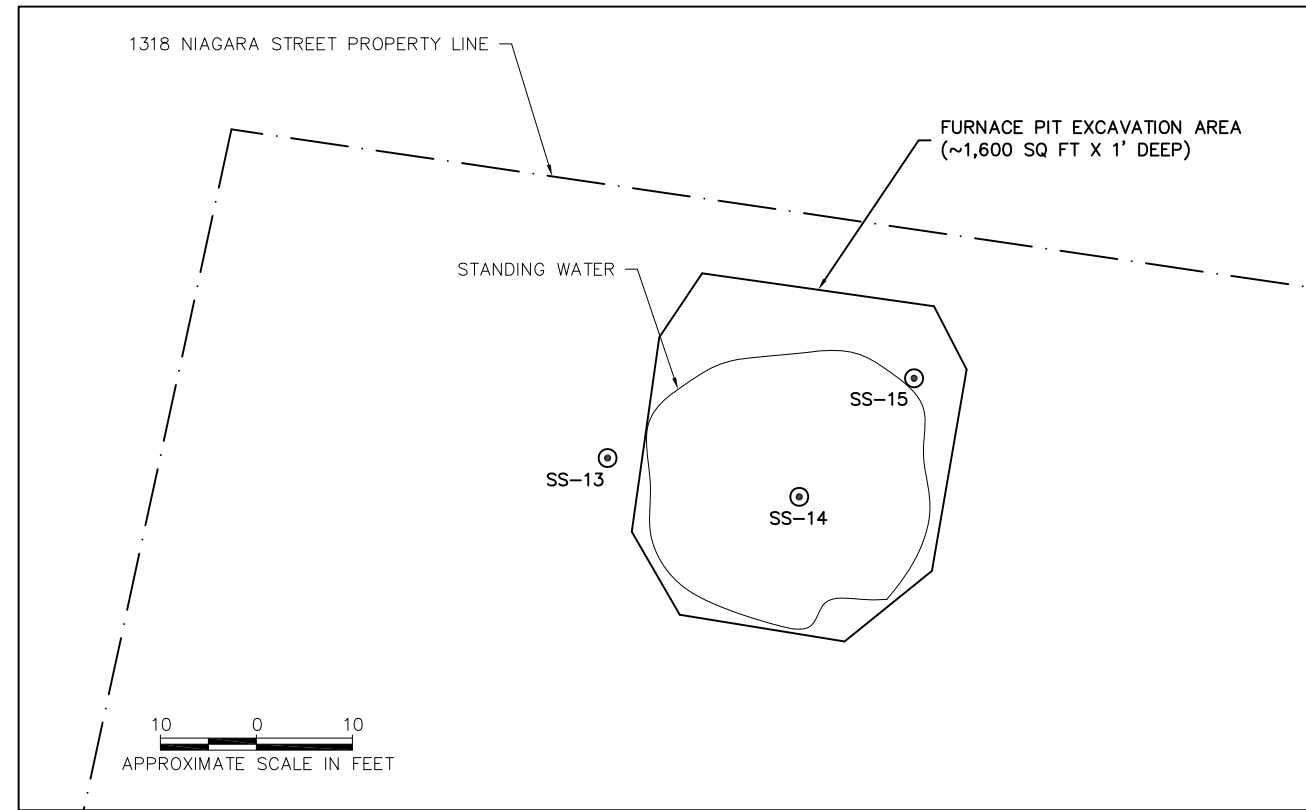 1318 NIAGARA STREET PROPERTY LINE
FURNACE PIT EXCAVATION AREA
(~1,600 SQ FT X 1' DEEP)
STANDING WATER
SS-15
SS-13
SS-14
10 0 10
APPROXIMATE SCALE IN FEET